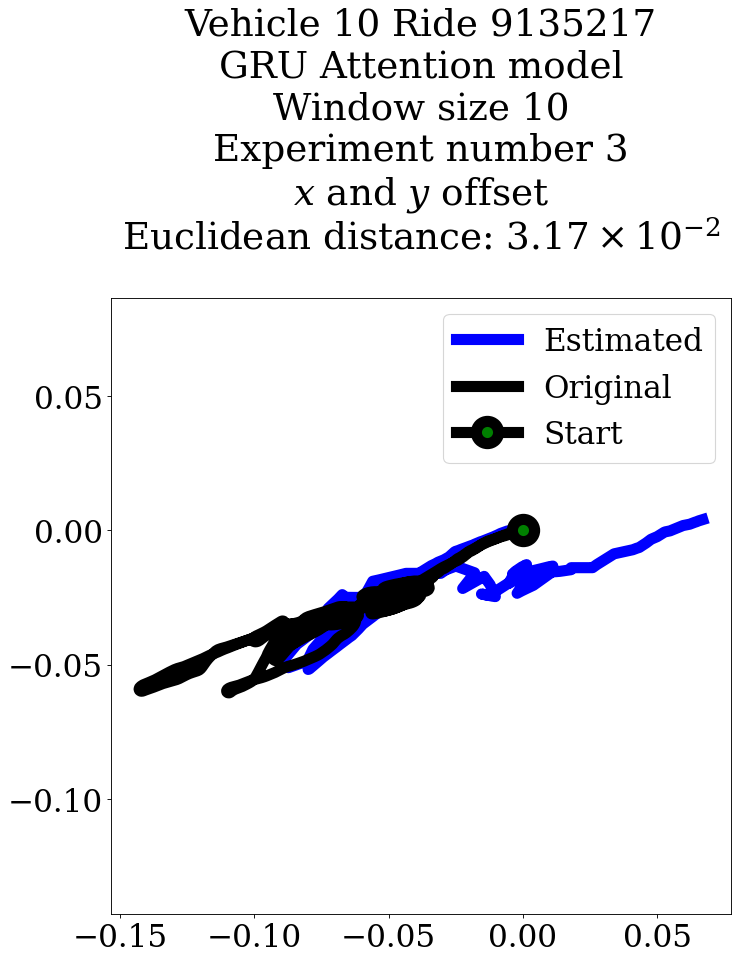 Vehicle 10 Ride 9135217
GRU Attention model
Window size 10
Experiment number 3
x and y offset
Euclidean distance: 3.17 × 10⁻²
Estimated
Original
Start
0.05
0.00
−0.05
−0.10
−0.15 −0.10 −0.05 0.00 0.05